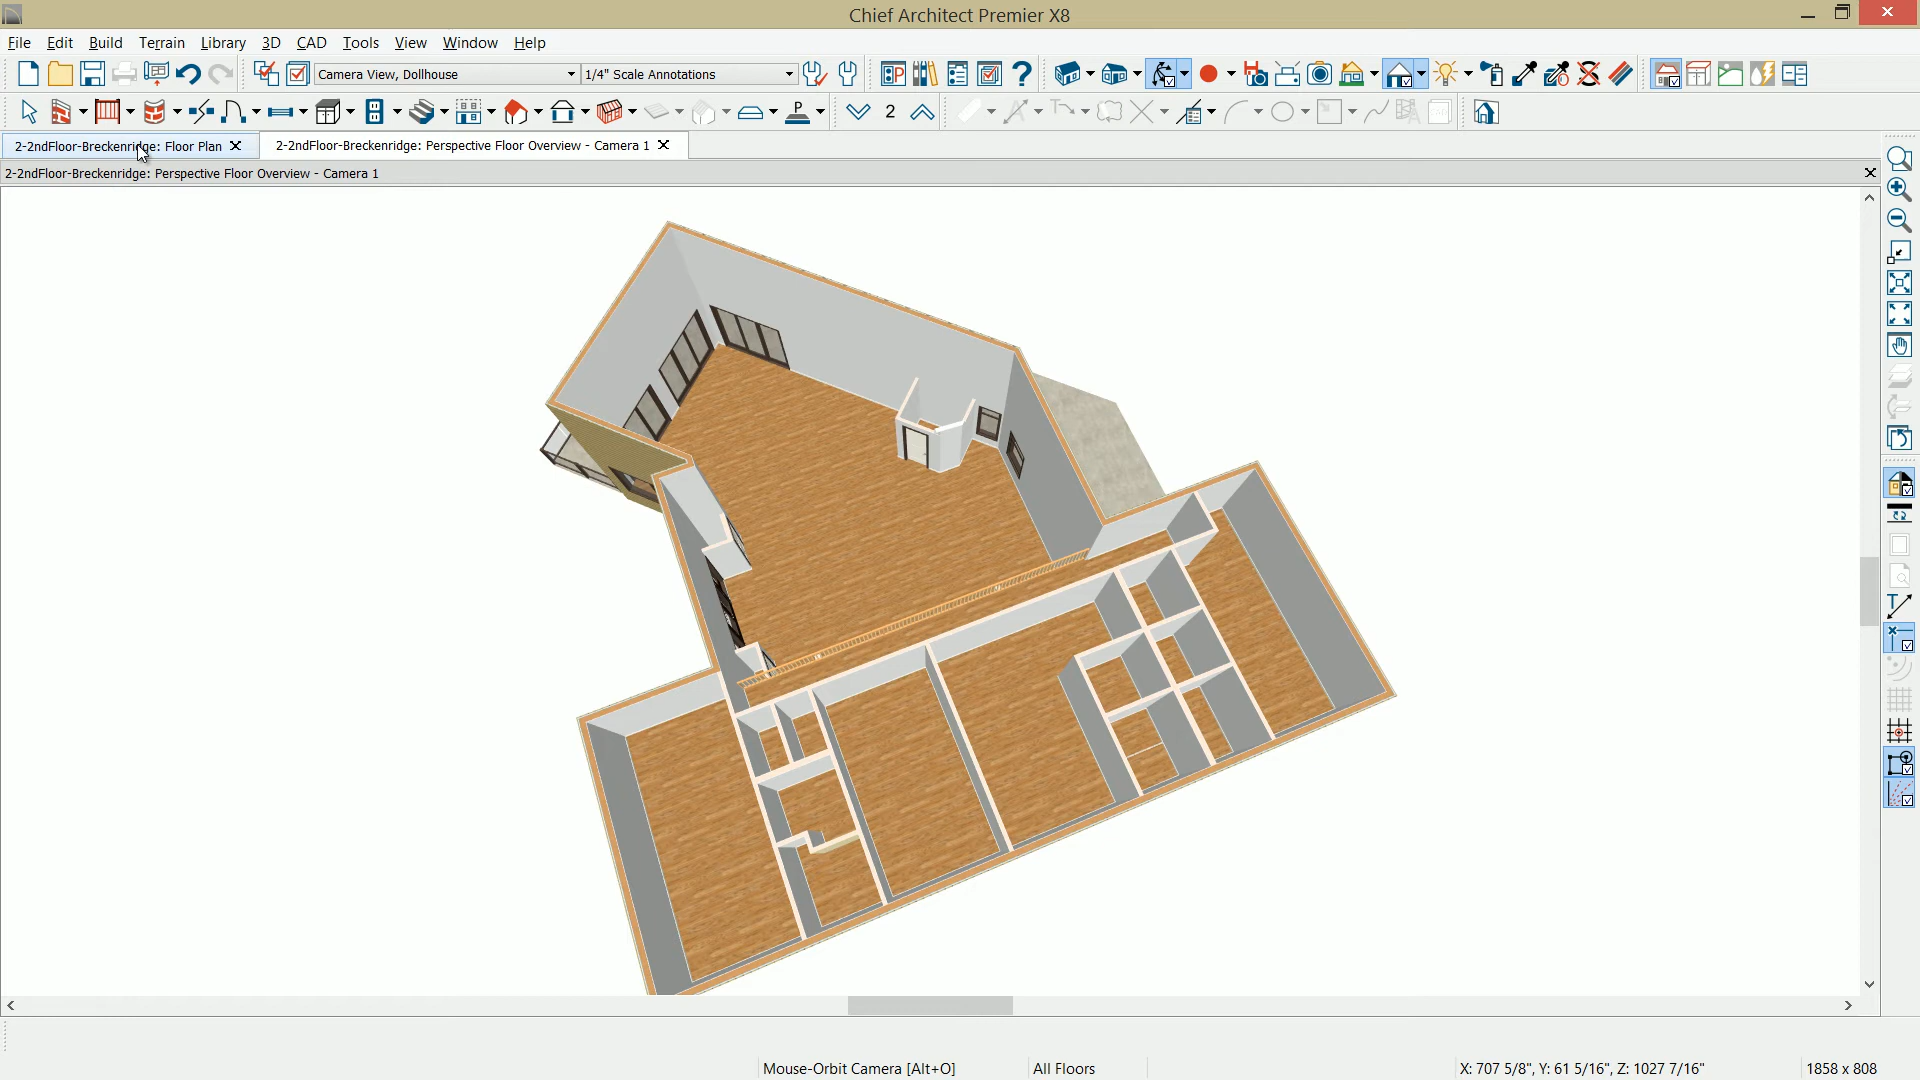 Chief Architect Premier X8
File Edit Build Terrain Library 3D CAD Tools View Window Help
Camera View, Dollhouse 1/4" Scale Annotations
2
2-2ndFloor-Breckenridge: Floor Plan 2-2ndFloor-Breckenridge: Perspective Floor Overview - Camera 1
2-2ndFloor-Breckenridge: Perspective Floor Overview - Camera 1
Mouse-Orbit Camera [Alt+O] All Floors X: 707 5/8", Y: 61 5/16", Z: 1027 7/16" 1858 x 808